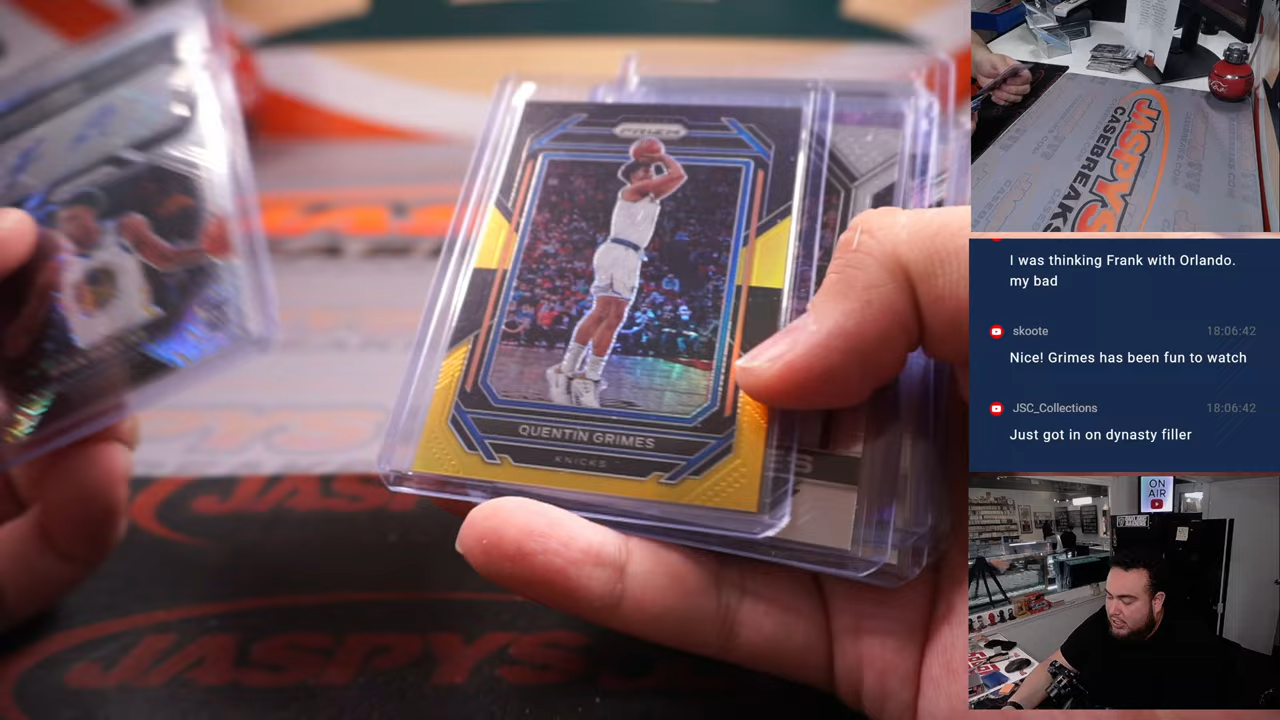 PRIZM
QUENTIN GRIMES
KNICKS
JASPYS
JASPYS
CASEBREAKS
I was thinking Frank with Orlando.
my bad
skoote
18:06:42
Nice! Grimes has been fun to watch
JSC_Collections
18:06:42
Just got in on dynasty filler
ON
AIR